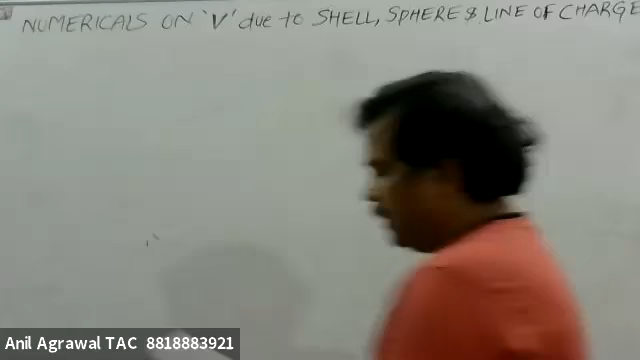 NUMERICALS ON 'V' due to SHELL, SPHERE & LINE OF CHARGE
Anil Agrawal TAC 8818883921